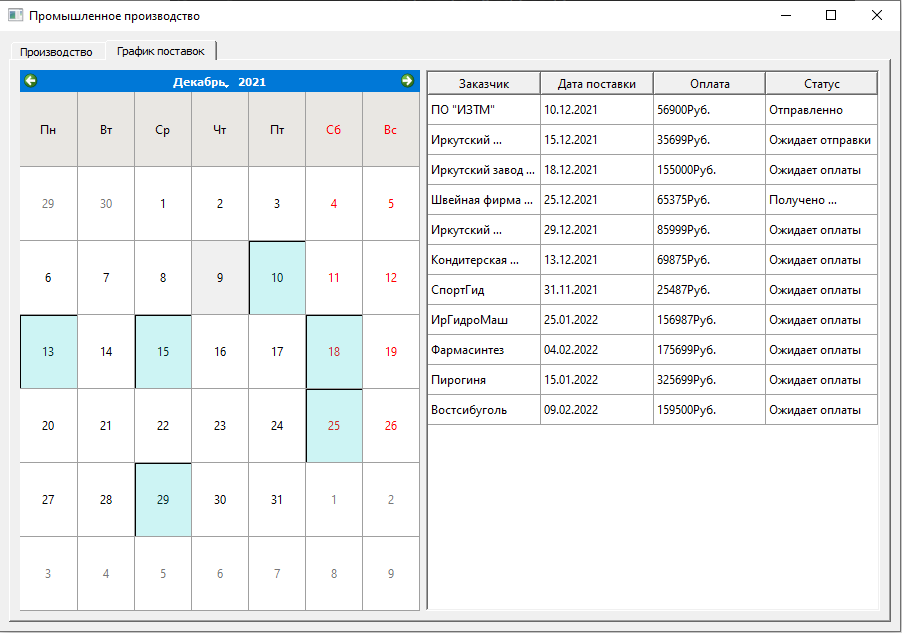 Промышленное производство
Производство График поставок
Декабрь, 2021
Пн Вт Ср Чт Пт Сб Вс
29 30 1 2 3 4 5
6 7 8 9 10 11 12
13 14 15 16 17 18 19
20 21 22 23 24 25 26
27 28 29 30 31 1 2
3 4 5 6 7 8 9
Заказчик Дата поставки Оплата Статус
ПО "ИЗТМ" 10.12.2021 56900Руб. Отправленно
Иркутский ... 15.12.2021 35699Руб. Ожидает отправки
Иркутский завод ... 18.12.2021 155000Руб. Ожидает оплаты
Швейная фирма ... 25.12.2021 65375Руб. Получено ...
Иркутский ... 29.12.2021 85999Руб. Ожидает оплаты
Кондитерская ... 13.12.2021 69875Руб. Ожидает оплаты
СпортГид 31.11.2021 25487Руб. Ожидает оплаты
ИрГидроМаш 25.01.2022 156987Руб. Ожидает оплаты
Фармасинтез 04.02.2022 175699Руб. Ожидает оплаты
Пирогиня 15.01.2022 325699Руб. Ожидает оплаты
Востсибуголь 09.02.2022 159500Руб. Ожидает оплаты